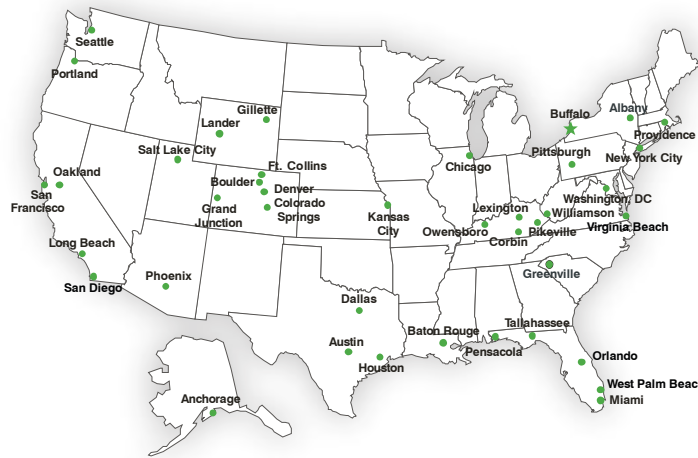 Seattle
Portland
Buffalo
Albany
Gillette
Lander
Providence
Salt Lake City
Pittsburgh
New York City
Chicago
Ft. Collins
Oakland
Boulder
Denver
San
Francisco
Colorado
Springs
Washington, DC
Grand
Junction
Kansas
City
Lexington
Williamson
Owensboro
Pikeville
Virginia Beach
Corbin
Long Beach
Phoenix
Greenville
San Diego
Dallas
Tallahassee
Baton Rouge
Austin
Pensacola
Orlando
Houston
West Palm Beac
Anchorage
Miami